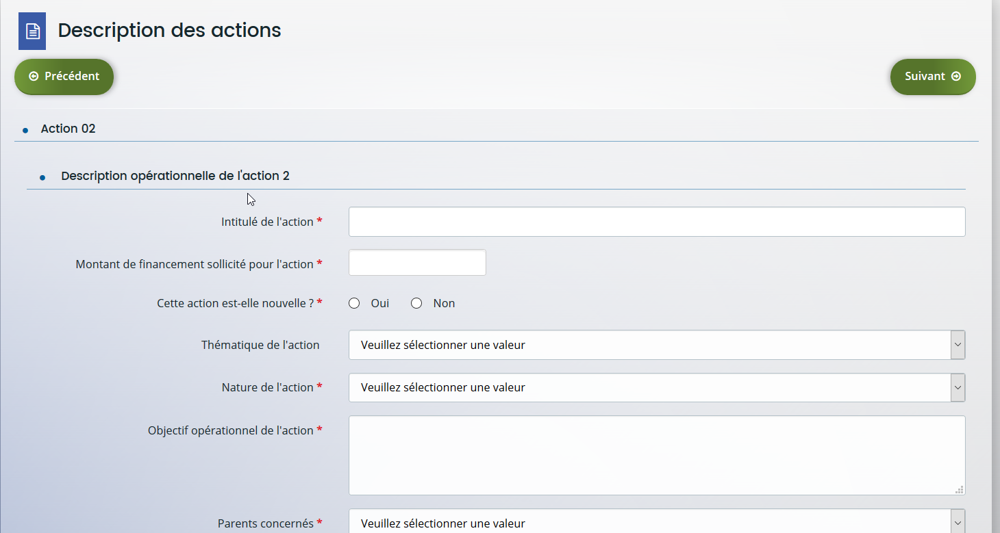 Description des actions
Précédent
Suivant
Action 02
Description opérationnelle de l'action 2
Intitulé de l'action *
Montant de financement sollicité pour l'action *
Cette action est-elle nouvelle ? * Oui Non
Thématique de l'action Veuillez sélectionner une valeur
Nature de l'action * Veuillez sélectionner une valeur
Objectif opérationnel de l'action *
Parents concernés * Veuillez sélectionner une valeur